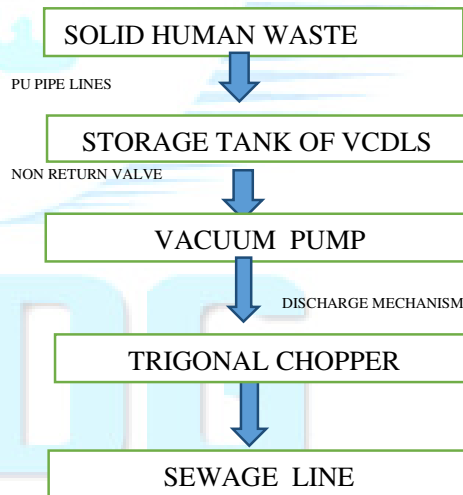 SOLID HUMAN WASTE
PU PIPE LINES
STORAGE TANK OF VCDLS
NON RETURN VALVE
VACUUM PUMP
DISCHARGE MECHANISM
TRIGONAL CHOPPER
SEWAGE LINE